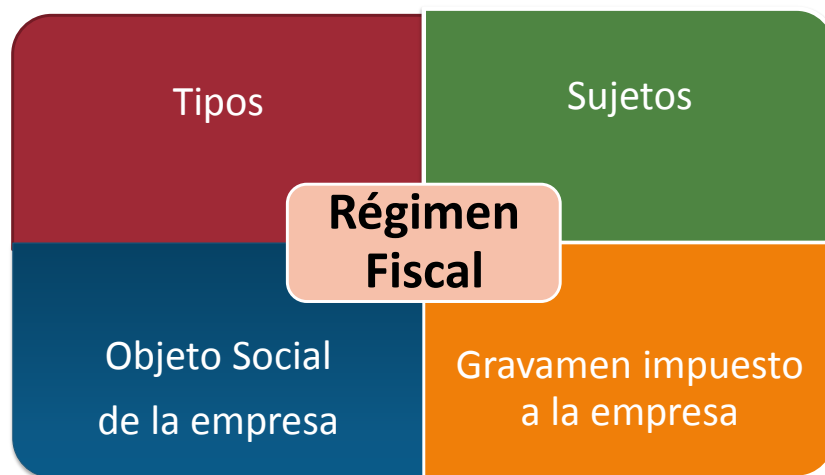 Tipos
Sujetos
Régimen
Fiscal
Objeto Social
de la empresa
Gravamen impuesto
a la empresa